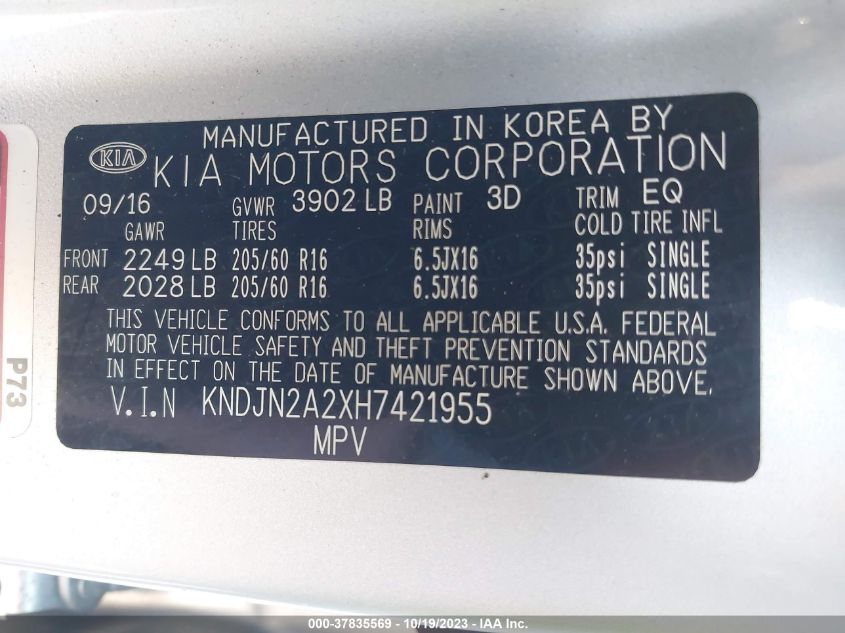 MANUFACTURED IN KOREA BY
KIA KIA MOTORS CORPORATION
09/16 GVWR 3902 LB PAINT 3D TRIM EQ
GAWR TIRES RIMS COLD TIRE INFL
FRONT 2249 LB 205/60 R16 6.5JX16 35psi SINGLE
REAR 2028 LB 205/60 R16 6.5JX16 35psi SINGLE
THIS VEHICLE CONFORMS TO ALL APPLICABLE U.S.A. FEDERAL
MOTOR VEHICLE SAFETY AND THEFT PREVENTION STANDARDS
IN EFFECT ON THE DATE OF MANUFACTURE SHOWN ABOVE.
V.I.N KNDJN2A2XH7421955
MPV
P73
000-37835569 - 10/19/2023 - IAA Inc.